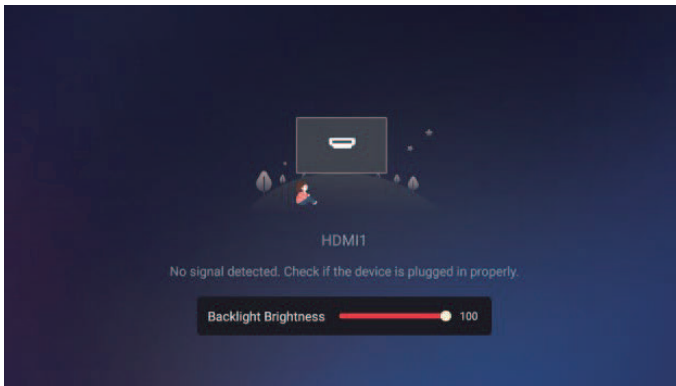 HDMI1
No signal detected. Check if the device is plugged in properly.
Backlight Brightness 100